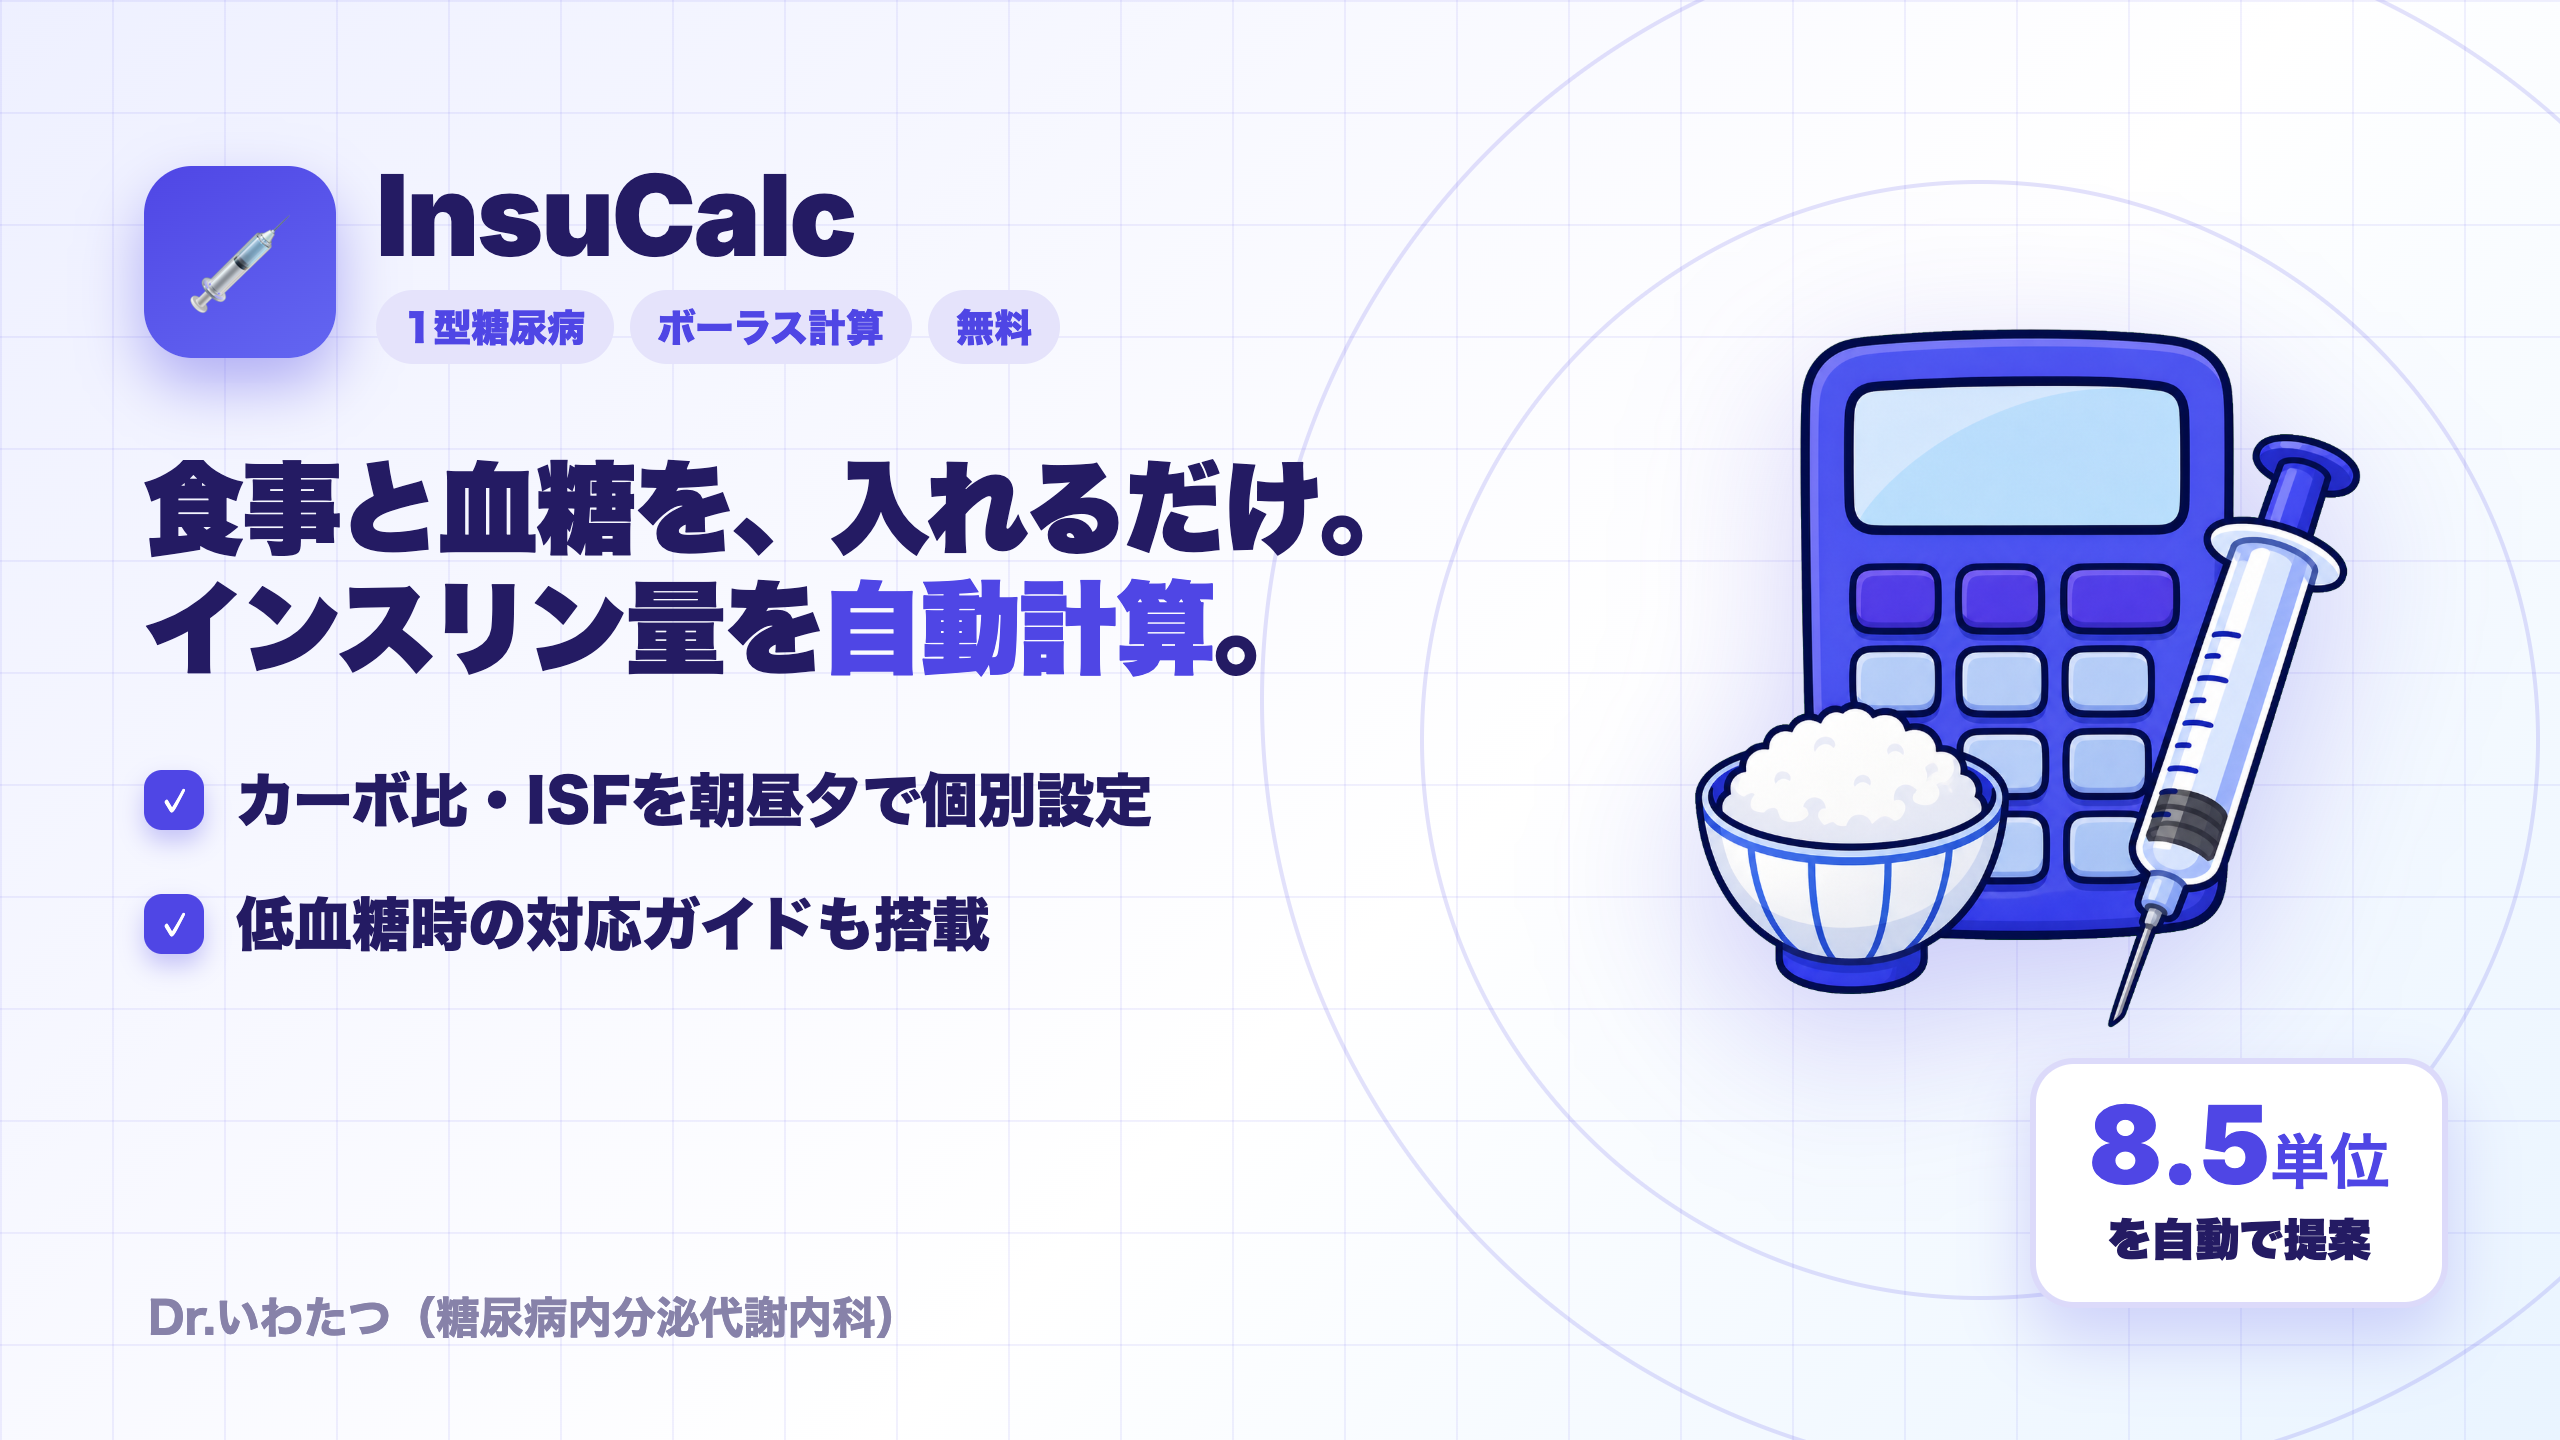 InsuCalc
1型糖尿病 ボーラス計算 無料
食事と血糖を、入れるだけ。
インスリン量を自動計算。
カーボ比・ISFを朝昼夕で個別設定
低血糖時の対応ガイドも搭載
8.5単位
を自動で提案
Dr.いわたつ（糖尿病内分泌代謝内科）